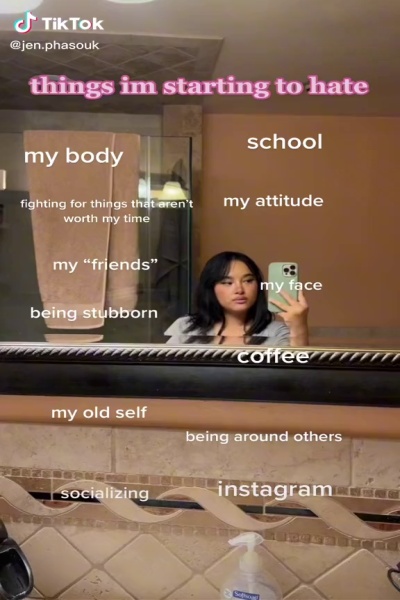 TikTok
@jen.phasouk
things im starting to hate
school
my body
my attitude
fighting for things that aren't
worth my time
my “friends”
my face
being stubborn
coffee
my old self
being around others
socializing
instagram
Softsoap